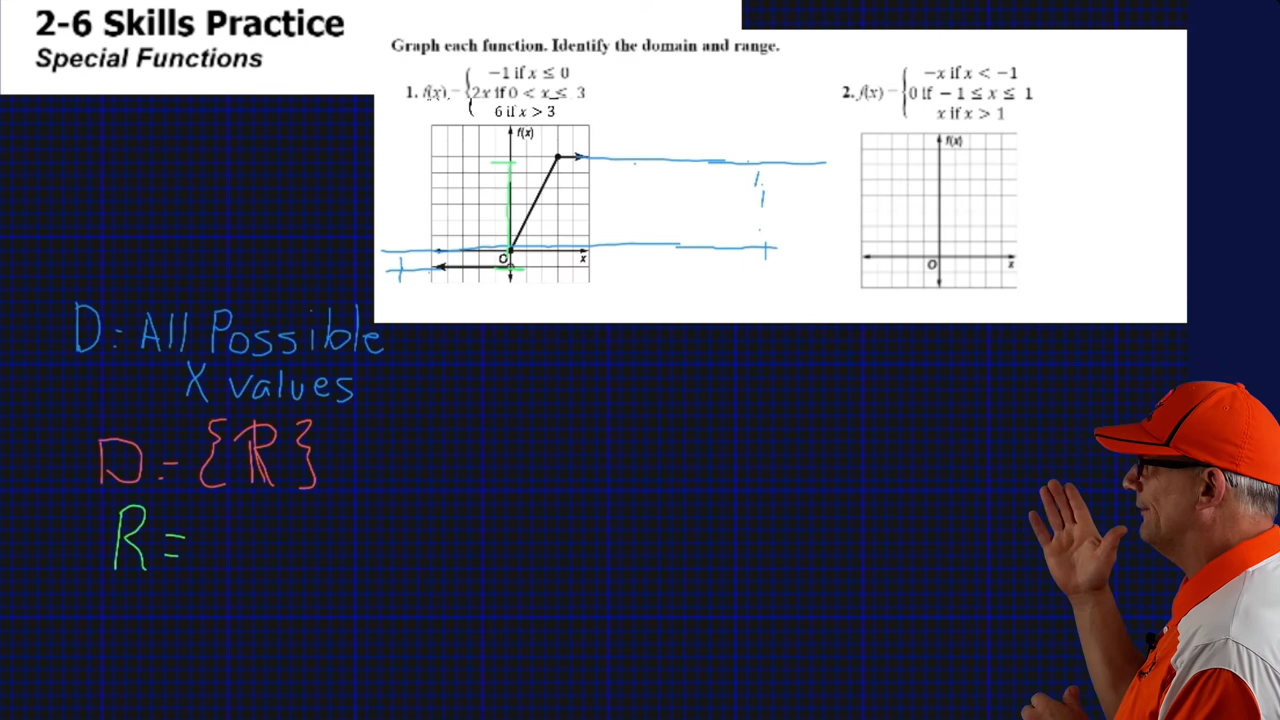 2-6 Skills Practice
Special Functions
Graph each function. Identify the domain and range.
−1 if x ≤ 0
1. f(x) − { 2x if 0 < x ≤ 3
6 if x > 3
f(x)
O
x
−x if x < −1
2. f(x) − { 0 if − 1 ≤ x ≤ 1
x if x > 1
f(x)
O
x
D: All Possible
X values
D = {ℝ}
R =